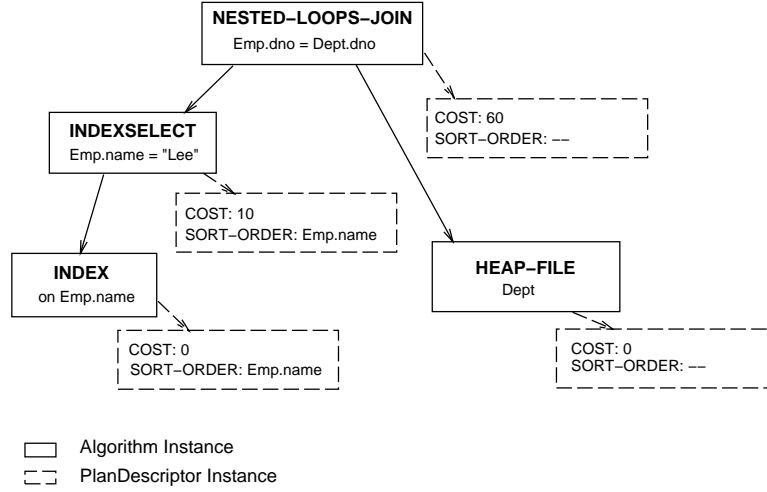 NESTED–LOOPS–JOIN
Emp.dno = Dept.dno
COST: 60
SORT–ORDER: ––
INDEXSELECT
Emp.name = "Lee"
COST: 10
SORT–ORDER: Emp.name
INDEX
on Emp.name
HEAP–FILE
Dept
COST: 0
SORT–ORDER: Emp.name
COST: 0
SORT–ORDER: ––
Algorithm Instance
PlanDescriptor Instance